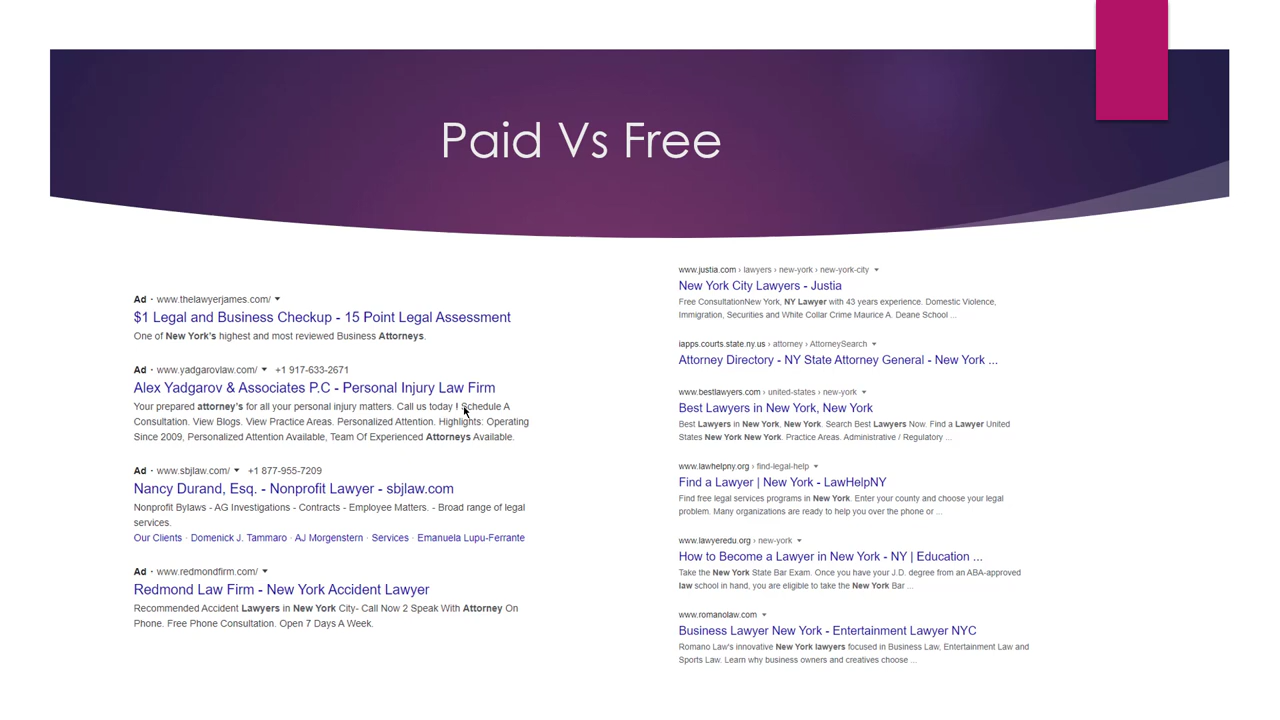 Paid Vs Free
Ad · www.thelawyerjames.com/
$1 Legal and Business Checkup - 15 Point Legal Assessment
One of New York's highest and most reviewed Business Attorneys.
Ad · www.yadgarovlaw.com/ +1 917-633-2671
Alex Yadgarov & Associates P.C - Personal Injury Law Firm
Your prepared attorney's for all your personal injury matters. Call us today ! Schedule A
Consultation. View Blogs. View Practice Areas. Personalized Attention. Highlights: Operating
Since 2009, Personalized Attention Available, Team Of Experienced Attorneys Available.
Ad · www.sbjlaw.com/ +1 877-955-7209
Nancy Durand, Esq. - Nonprofit Lawyer - sbjlaw.com
Nonprofit Bylaws - AG Investigations - Contracts - Employee Matters. - Broad range of legal
services.
Our Clients · Domenick J. Tammaro · AJ Morgenstern · Services · Emanuela Lupu-Ferrante
Ad · www.redmondfirm.com/
Redmond Law Firm - New York Accident Lawyer
Recommended Accident Lawyers in New York City- Call Now 2 Speak With Attorney On
Phone. Free Phone Consultation. Open 7 Days A Week.
www.justia.com › lawyers › new-york › new-york-city
New York City Lawyers - Justia
Free ConsultationNew York, NY Lawyer with 43 years experience. Domestic Violence,
Immigration, Securities and White Collar Crime Maurice A. Deane School ...
iapps.courts.state.ny.us › attorney › AttorneySearch
Attorney Directory - NY State Attorney General - New York ...
www.bestlawyers.com › united-states › new-york
Best Lawyers in New York, New York
Best Lawyers in New York, New York. Search Best Lawyers Now. Find a Lawyer United
States New York New York. Practice Areas. Administrative / Regulatory ...
www.lawhelpny.org › find-legal-help
Find a Lawyer | New York - LawHelpNY
Find free legal services programs in New York. Enter your county and choose your legal
problem. Many organizations are ready to help you over the phone or ...
www.lawyeredu.org › new-york
How to Become a Lawyer in New York - NY | Education ...
Take the New York State Bar Exam. Once you have your J.D. degree from an ABA-approved
law school in hand, you are eligible to take the New York Bar ...
www.romanolaw.com
Business Lawyer New York - Entertainment Lawyer NYC
Romano Law's innovative New York lawyers focused in Business Law, Entertainment Law and
Sports Law. Learn why business owners and creatives choose ...